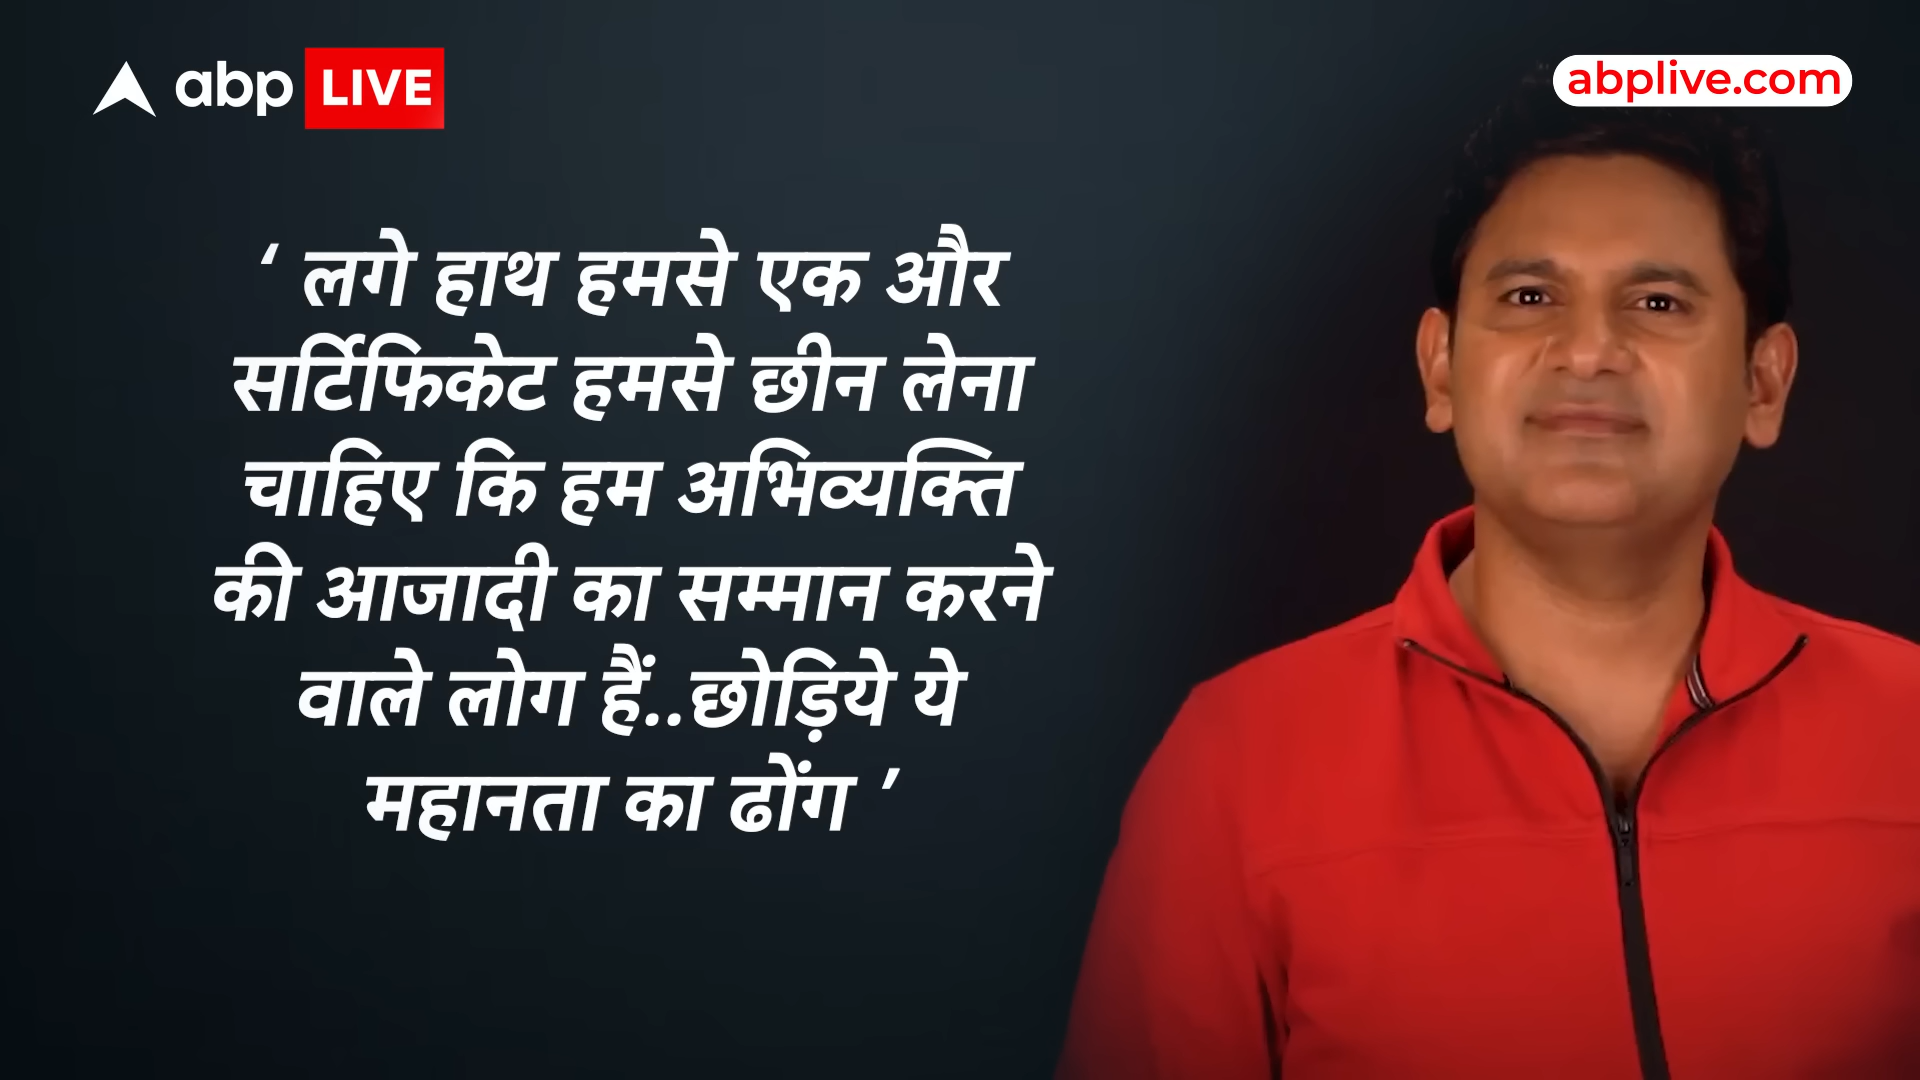 abp LIVE
abplive.com
‘ लगे हाथ हमसे एक और
सर्टिफिकेट हमसे छीन लेना
चाहिए कि हम अभिव्यक्ति
की आजादी का सम्मान करने
वाले लोग हैं..छोड़िये ये
महानता का ढोंग ’